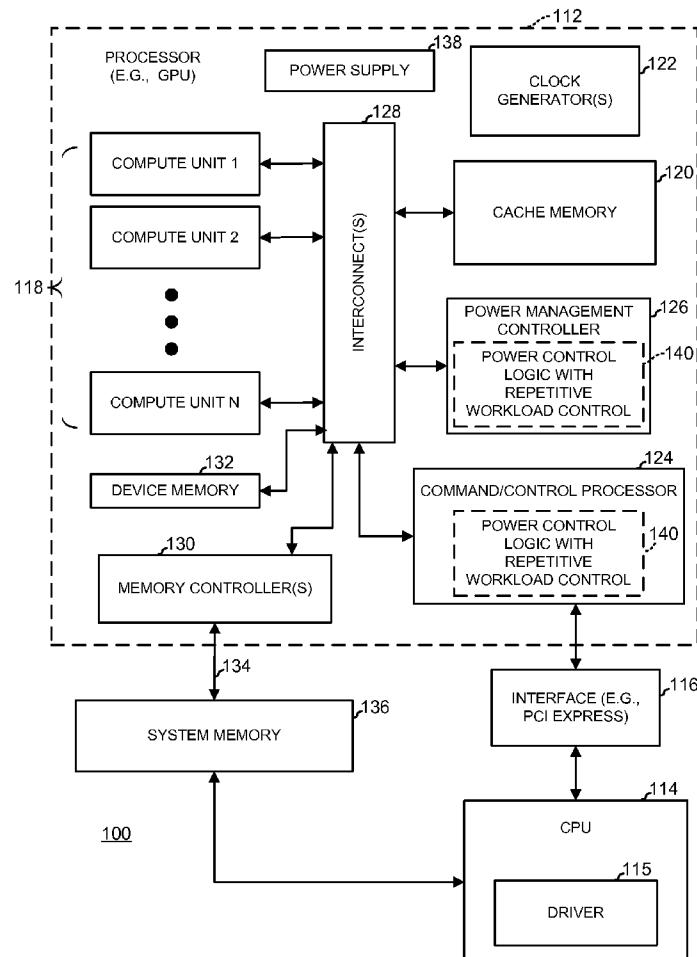 112
PROCESSOR
(E.G., GPU)
138
POWER SUPPLY
122
CLOCK
GENERATOR(S)
128
INTERCONNECT(S)
118
COMPUTE UNIT 1
COMPUTE UNIT 2
COMPUTE UNIT N
120
CACHE MEMORY
126
POWER MANAGEMENT
CONTROLLER
140
POWER CONTROL
LOGIC WITH
REPETITIVE
WORKLOAD CONTROL
132
DEVICE MEMORY
124
COMMAND/CONTROL PROCESSOR
140
POWER CONTROL
LOGIC WITH
REPETITIVE
WORKLOAD CONTROL
130
MEMORY CONTROLLER(S)
134
136
SYSTEM MEMORY
116
INTERFACE (E.G.,
PCI EXPRESS)
100
114
CPU
115
DRIVER